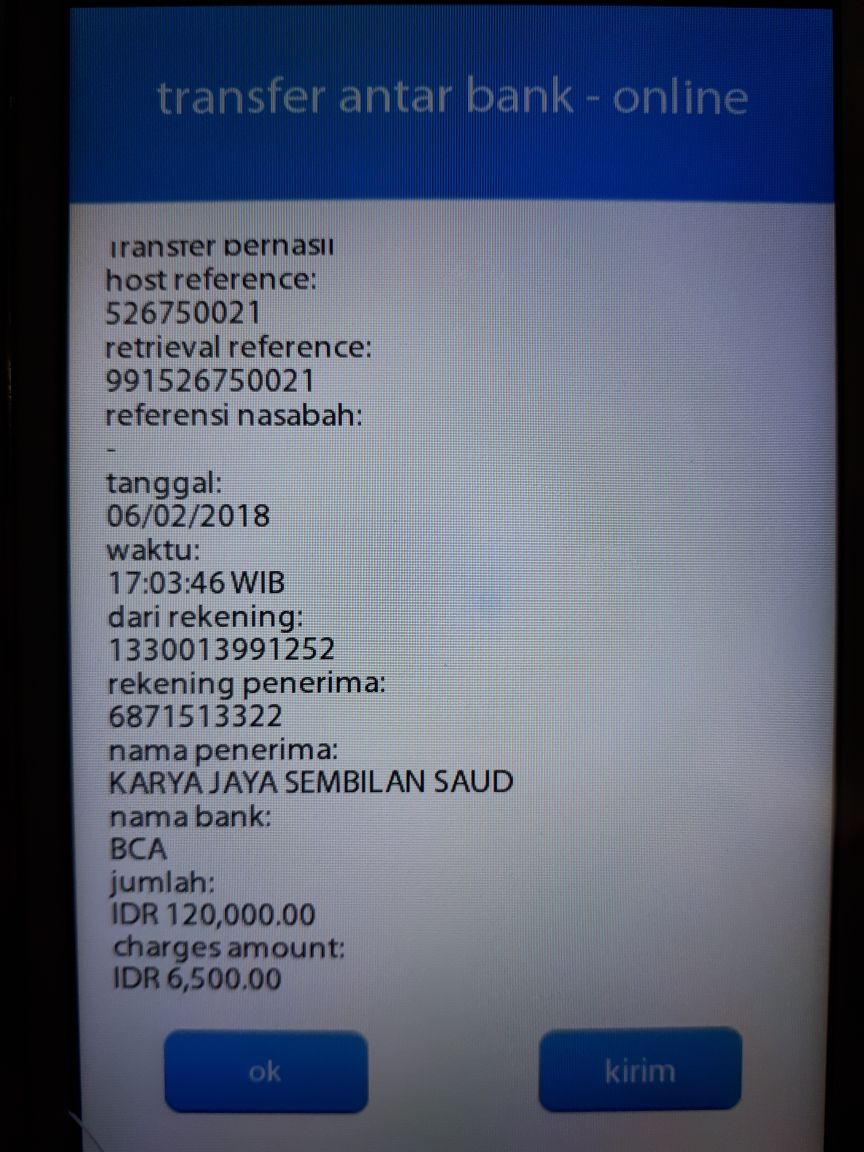 transfer antar bank - online
Transfer berhasil
host reference:
526750021
retrieval reference:
991526750021
referensi nasabah:
-
tanggal:
06/02/2018
waktu:
17:03:46 WIB
dari rekening:
1330013991252
rekening penerima:
6871513322
nama penerima:
KARYA JAYA SEMBILAN SAUD
nama bank:
BCA
jumlah:
IDR 120,000.00
charges amount:
IDR 6,500.00
ok
kirim